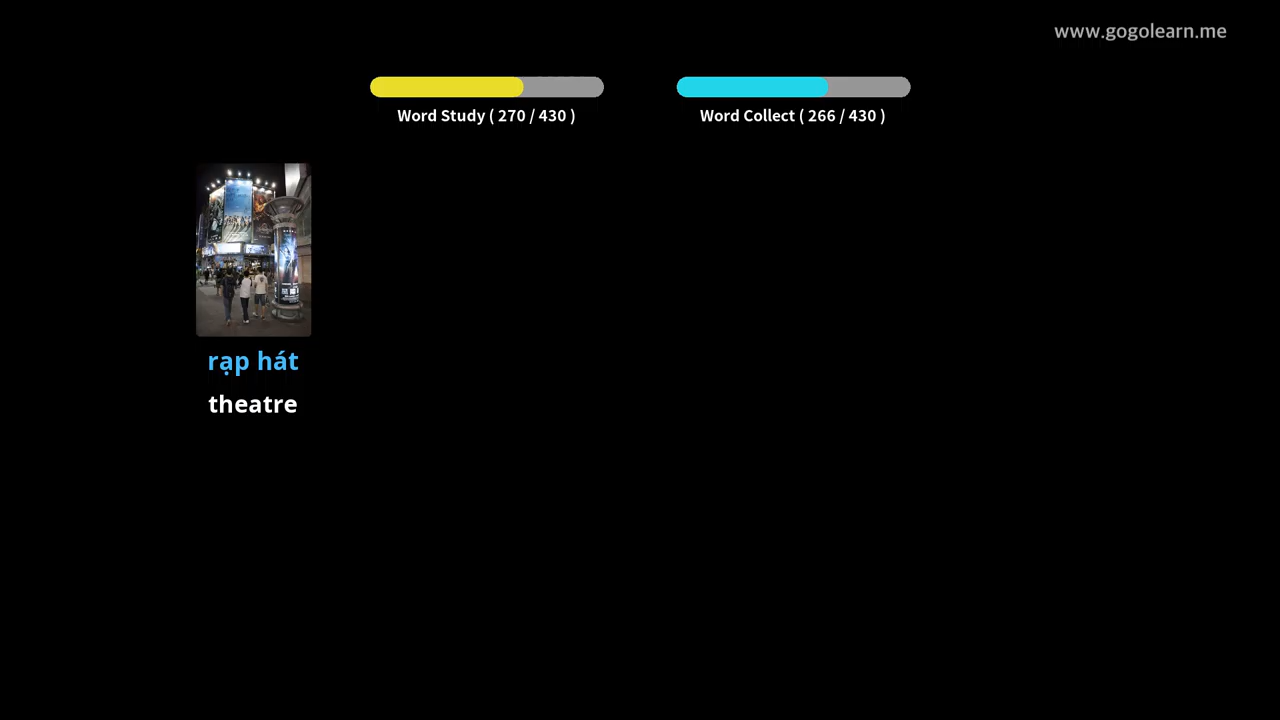 www.gogolearn.me
Word Study ( 270 / 430 )
Word Collect ( 266 / 430 )
rạp hát
theatre